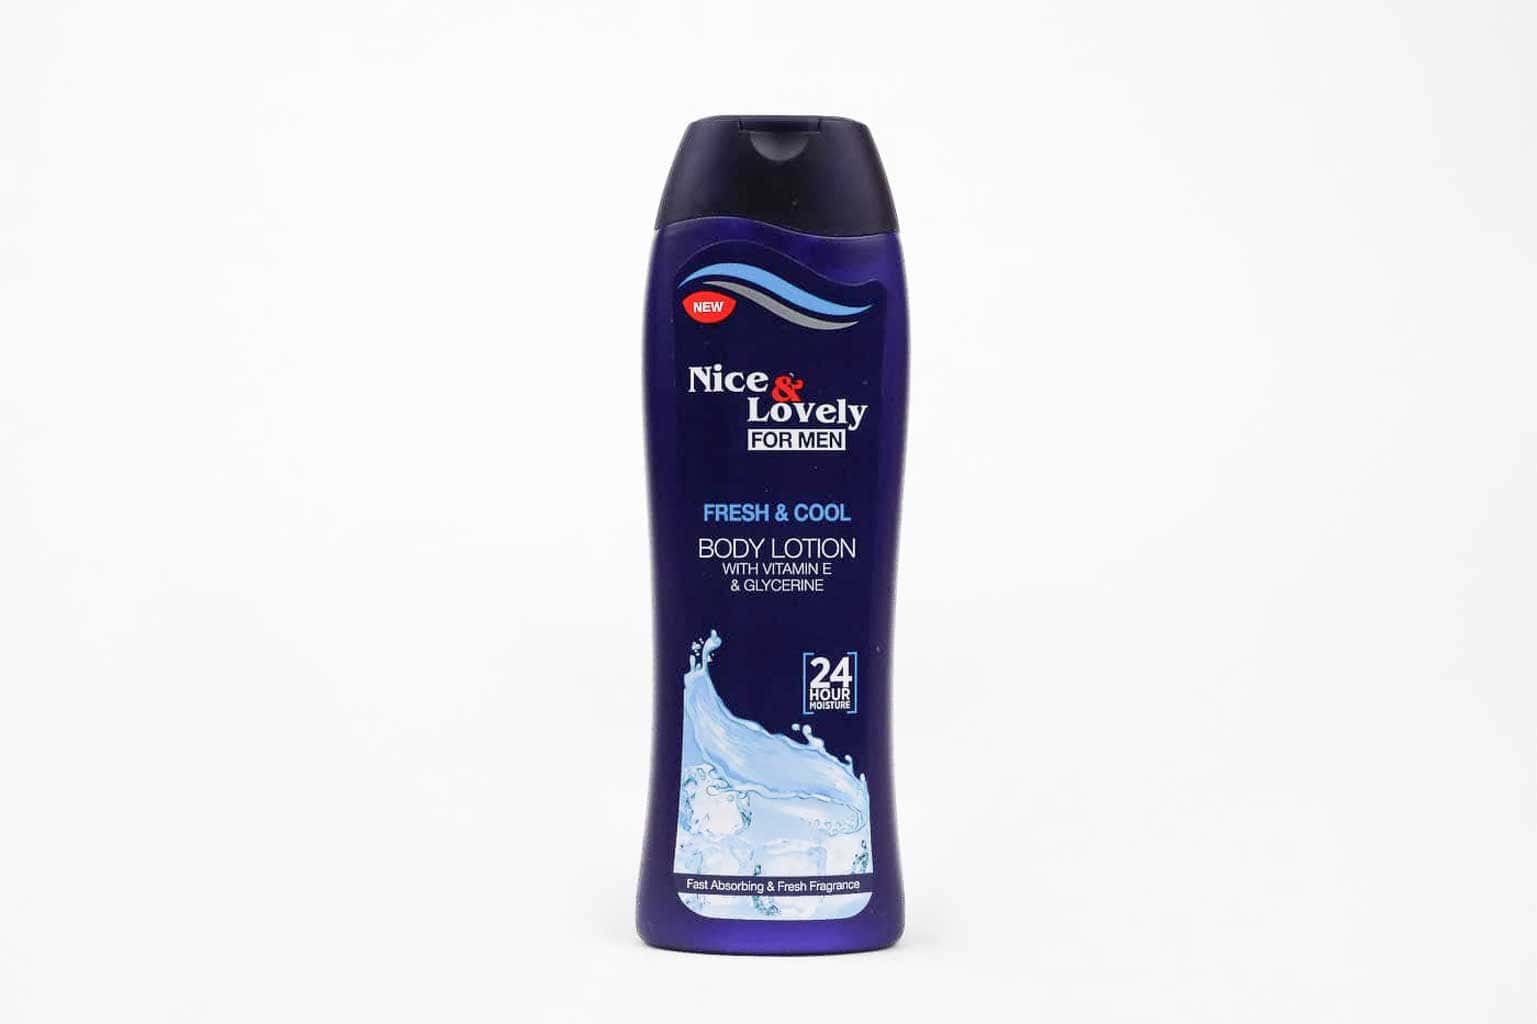 NEW
Nice &
Lovely
FOR MEN
FRESH & COOL
BODY LOTION
WITH VITAMIN E
& GLYCERINE
24
HOUR
MOISTURE
Fast Absorbing & Fresh Fragrance